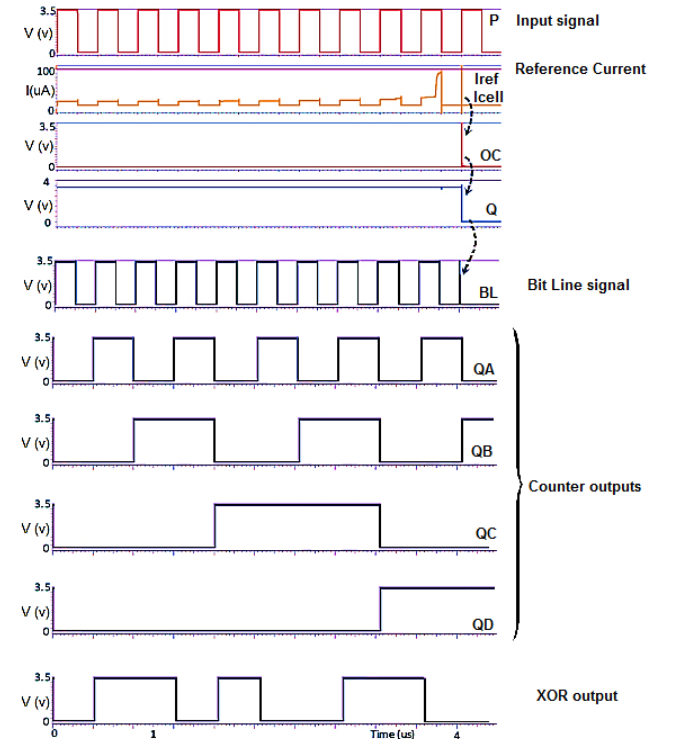 3.5
V (v)
0
P
Input signal
Reference Current
100
I(uA)
0
Iref
Icell
3.5
V (v)
0
OC
4
V (v)
0
Q
3.5
V (v)
0
BL
Bit Line signal
3.5
V (v)
0
QA
3.5
V (v)
0
QB
Counter outputs
3.5
V (v)
0
QC
3.5
V (v)
0
QD
3.5
V (v)
0
XOR output
0 1 Time (us) 4